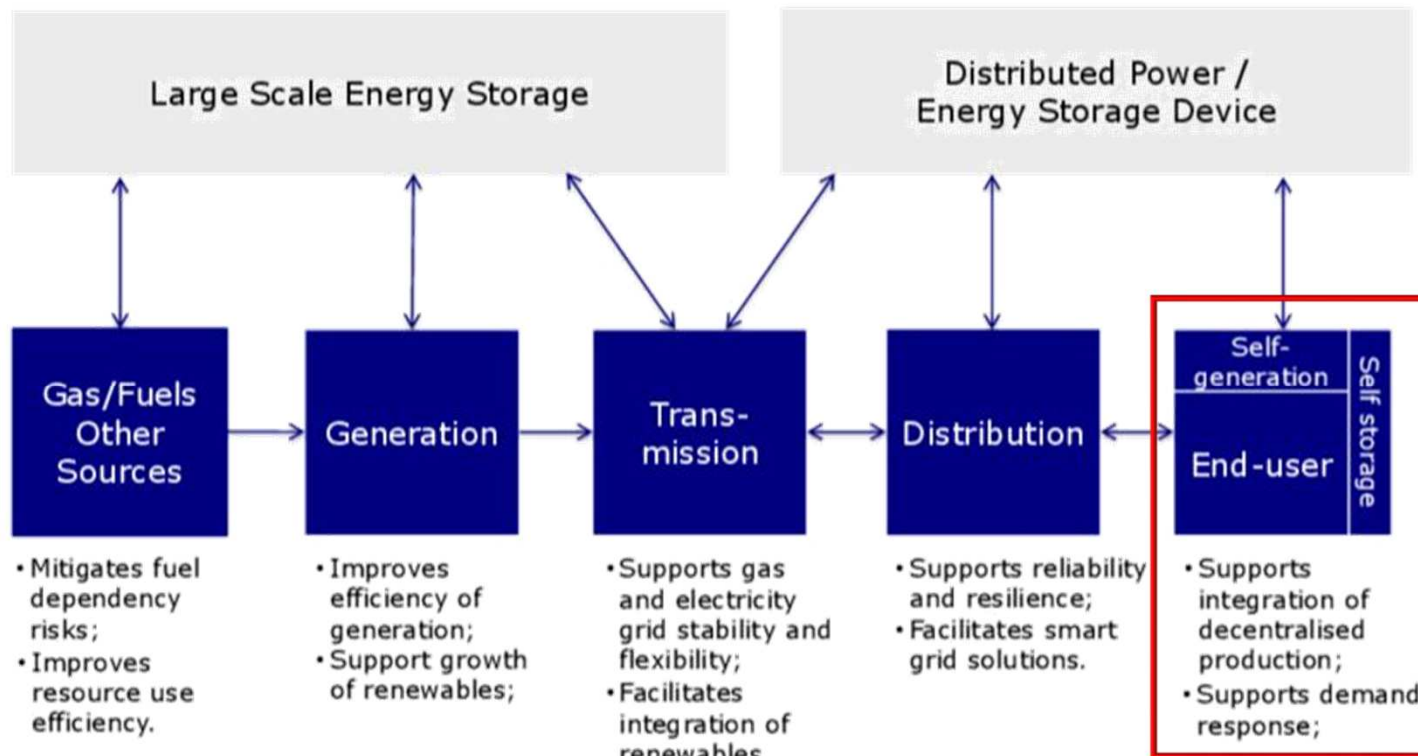 Large Scale Energy Storage
Distributed Power /
Energy Storage Device
Gas/Fuels
Other
Sources
Generation
Trans-
mission
Distribution
Self-
generation
End-user
Self storage
• Mitigates fuel
dependency
risks;
• Improves
resource use
efficiency.
• Improves
efficiency of
generation;
• Support growth
of renewables;
• Supports gas
and electricity
grid stability and
flexibility;
• Facilitates
integration of
renewables
• Supports reliability
and resilience;
• Facilitates smart
grid solutions.
• Supports
integration of
decentralised
production;
• Supports demand
response;